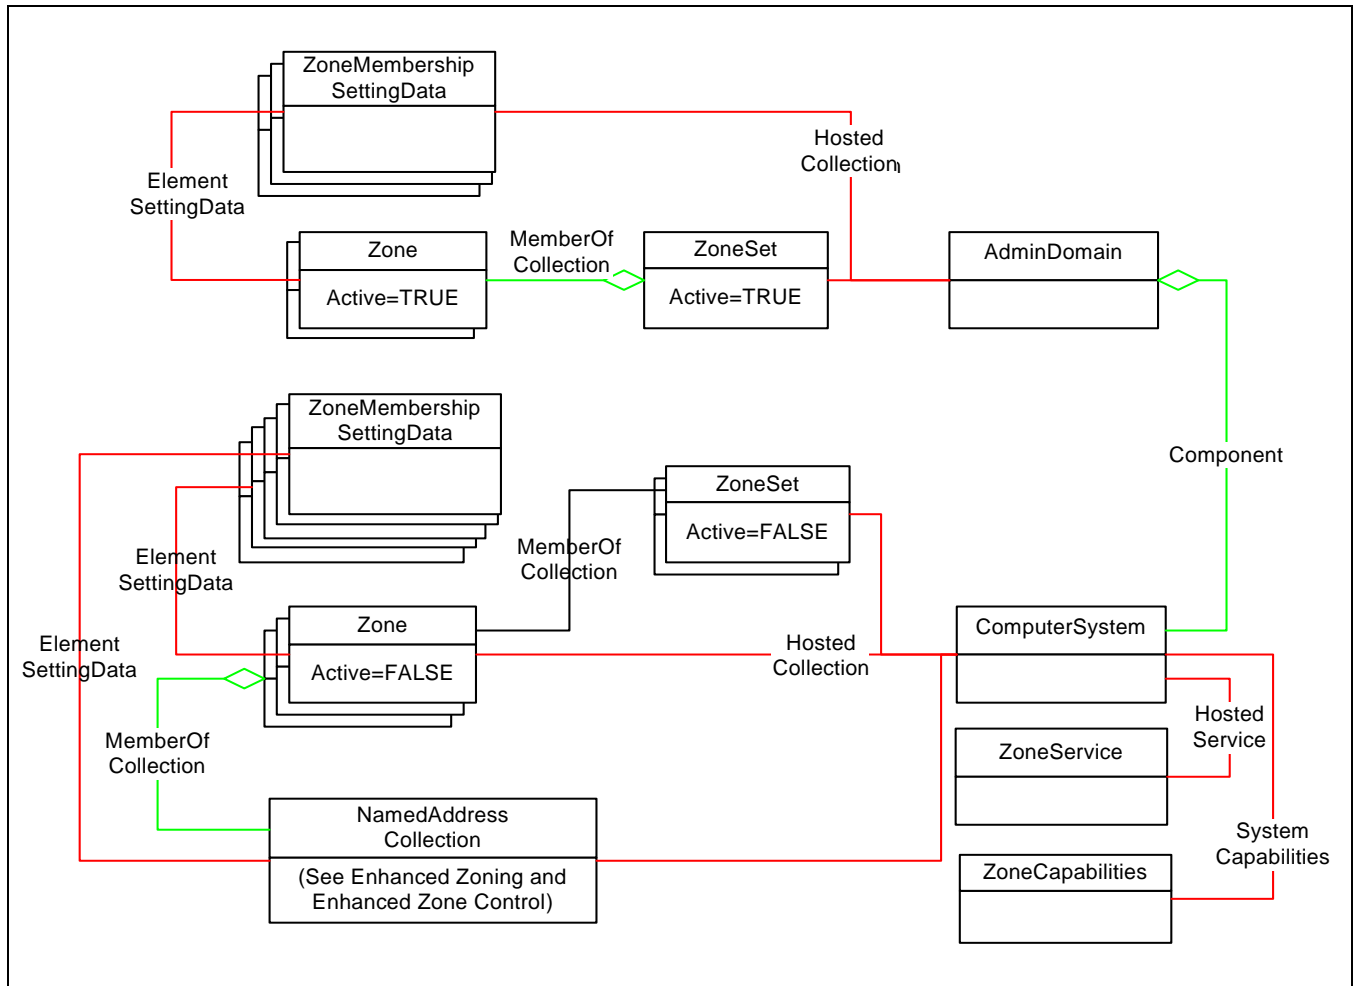 ZoneMembership
SettingData
Hosted
Collection
Element
SettingData
Zone
Active=TRUE
MemberOf
Collection
ZoneSet
Active=TRUE
AdminDomain
ZoneMembership
SettingData
Component
ZoneSet
Active=FALSE
MemberOf
Collection
Element
SettingData
Zone
Active=FALSE
Element
SettingData
Hosted
Collection
ComputerSystem
Hosted
Service
MemberOf
Collection
ZoneService
NamedAddress
Collection
(See Enhanced Zoning and
Enhanced Zone Control)
System
Capabilities
ZoneCapabilities